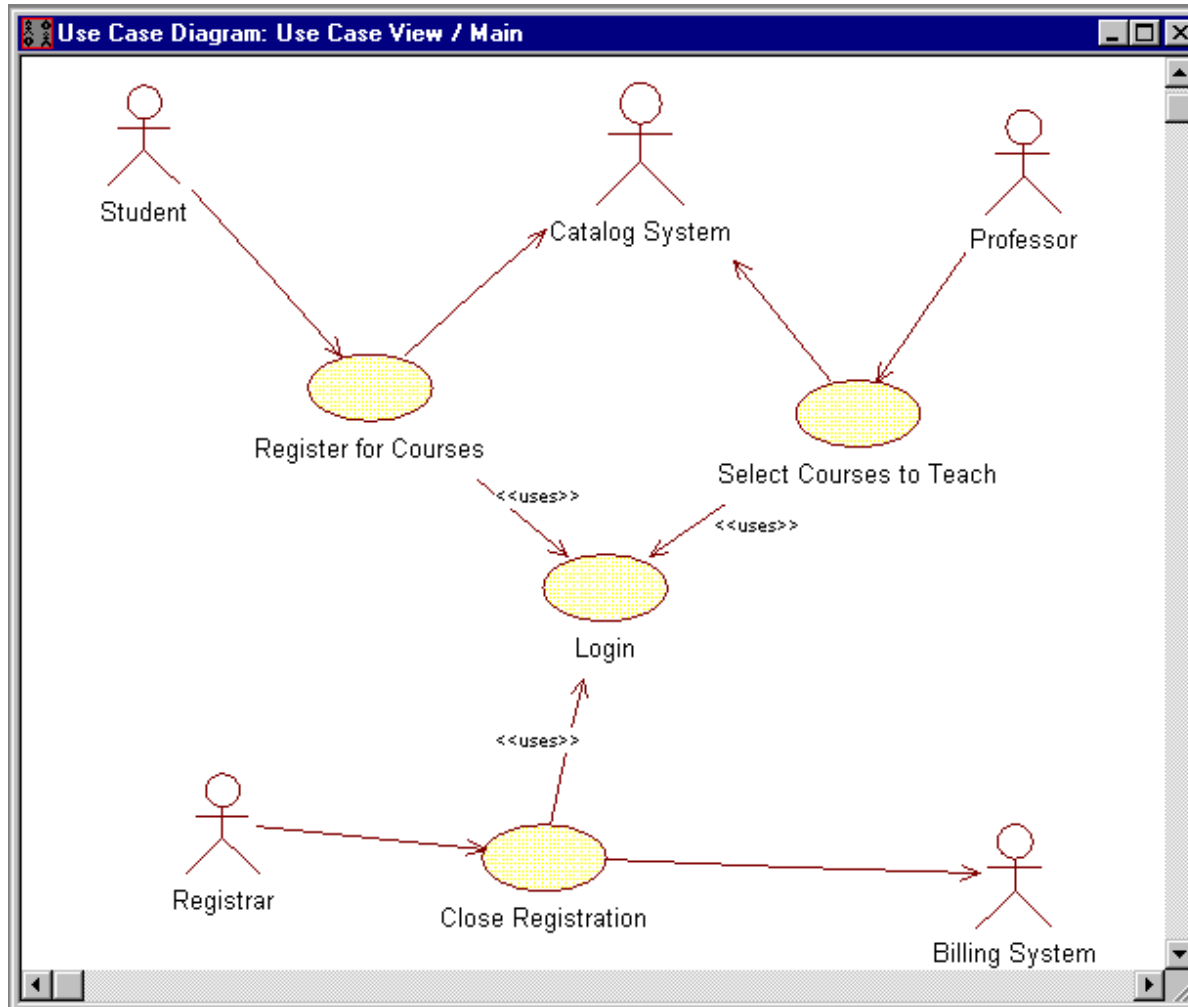 Use Case Diagram: Use Case View / Main
Student
Catalog System
Professor
Register for Courses
Select Courses to Teach
<<uses>>
<<uses>>
Login
<<uses>>
Registrar
Close Registration
Billing System